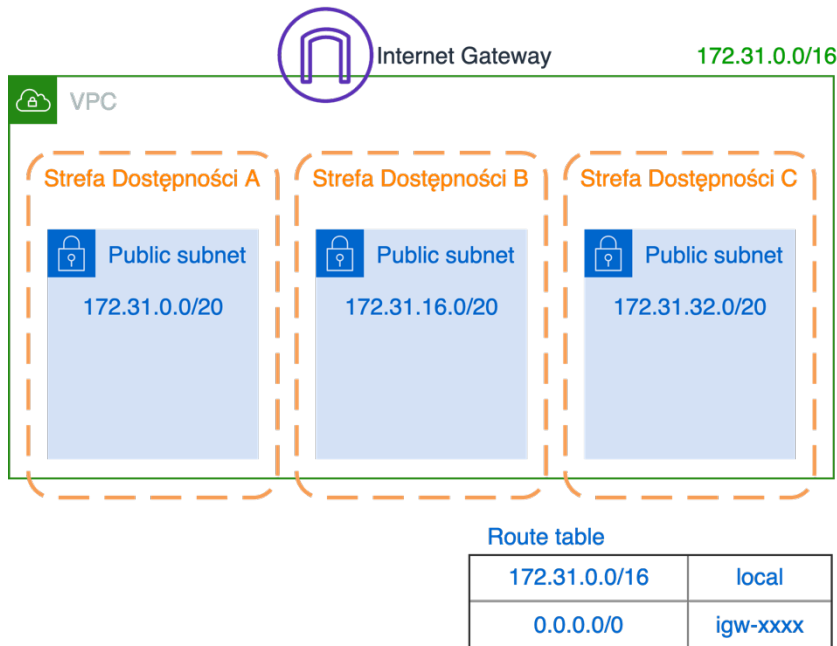 Internet Gateway
172.31.0.0/16
VPC
Strefa Dostępności A
Strefa Dostępności B
Strefa Dostępności C
Public subnet
172.31.0.0/20
Public subnet
172.31.16.0/20
Public subnet
172.31.32.0/20
Route table
172.31.0.0/16 local
0.0.0.0/0 igw-xxxx